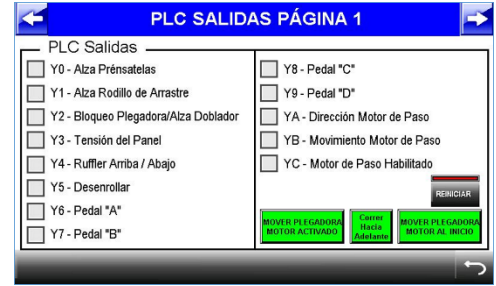 PLC SALIDAS PÁGINA 1
PLC Salidas
Y0 - Alza Prénsatelas
Y1 - Alza Rodillo de Arrastre
Y2 - Bloqueo Plegadora/Alza Doblador
Y3 - Tensión del Panel
Y4 - Ruffler Arriba / Abajo
Y5 - Desenrollar
Y6 - Pedal "A"
Y7 - Pedal "B"
Y8 - Pedal "C"
Y9 - Pedal "D"
YA - Dirección Motor de Paso
YB - Movimiento Motor de Paso
YC - Motor de Paso Habilitado
REINICIAR
MOVER PLEGADORA
MOTOR ACTIVADO
Correr
Hacia
Adelante
MOVER PLEGADORA
MOTOR AL INICIO